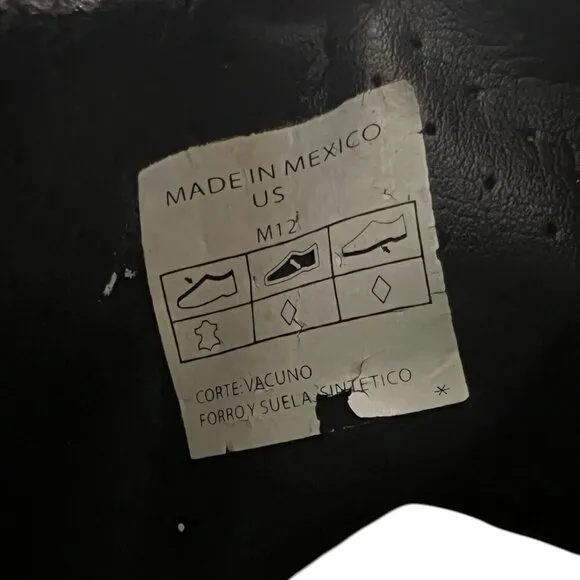 MADE IN MEXICO
US
M12
CORTE:VACUNO
FORRO Y SUELA: SINTETICO
*